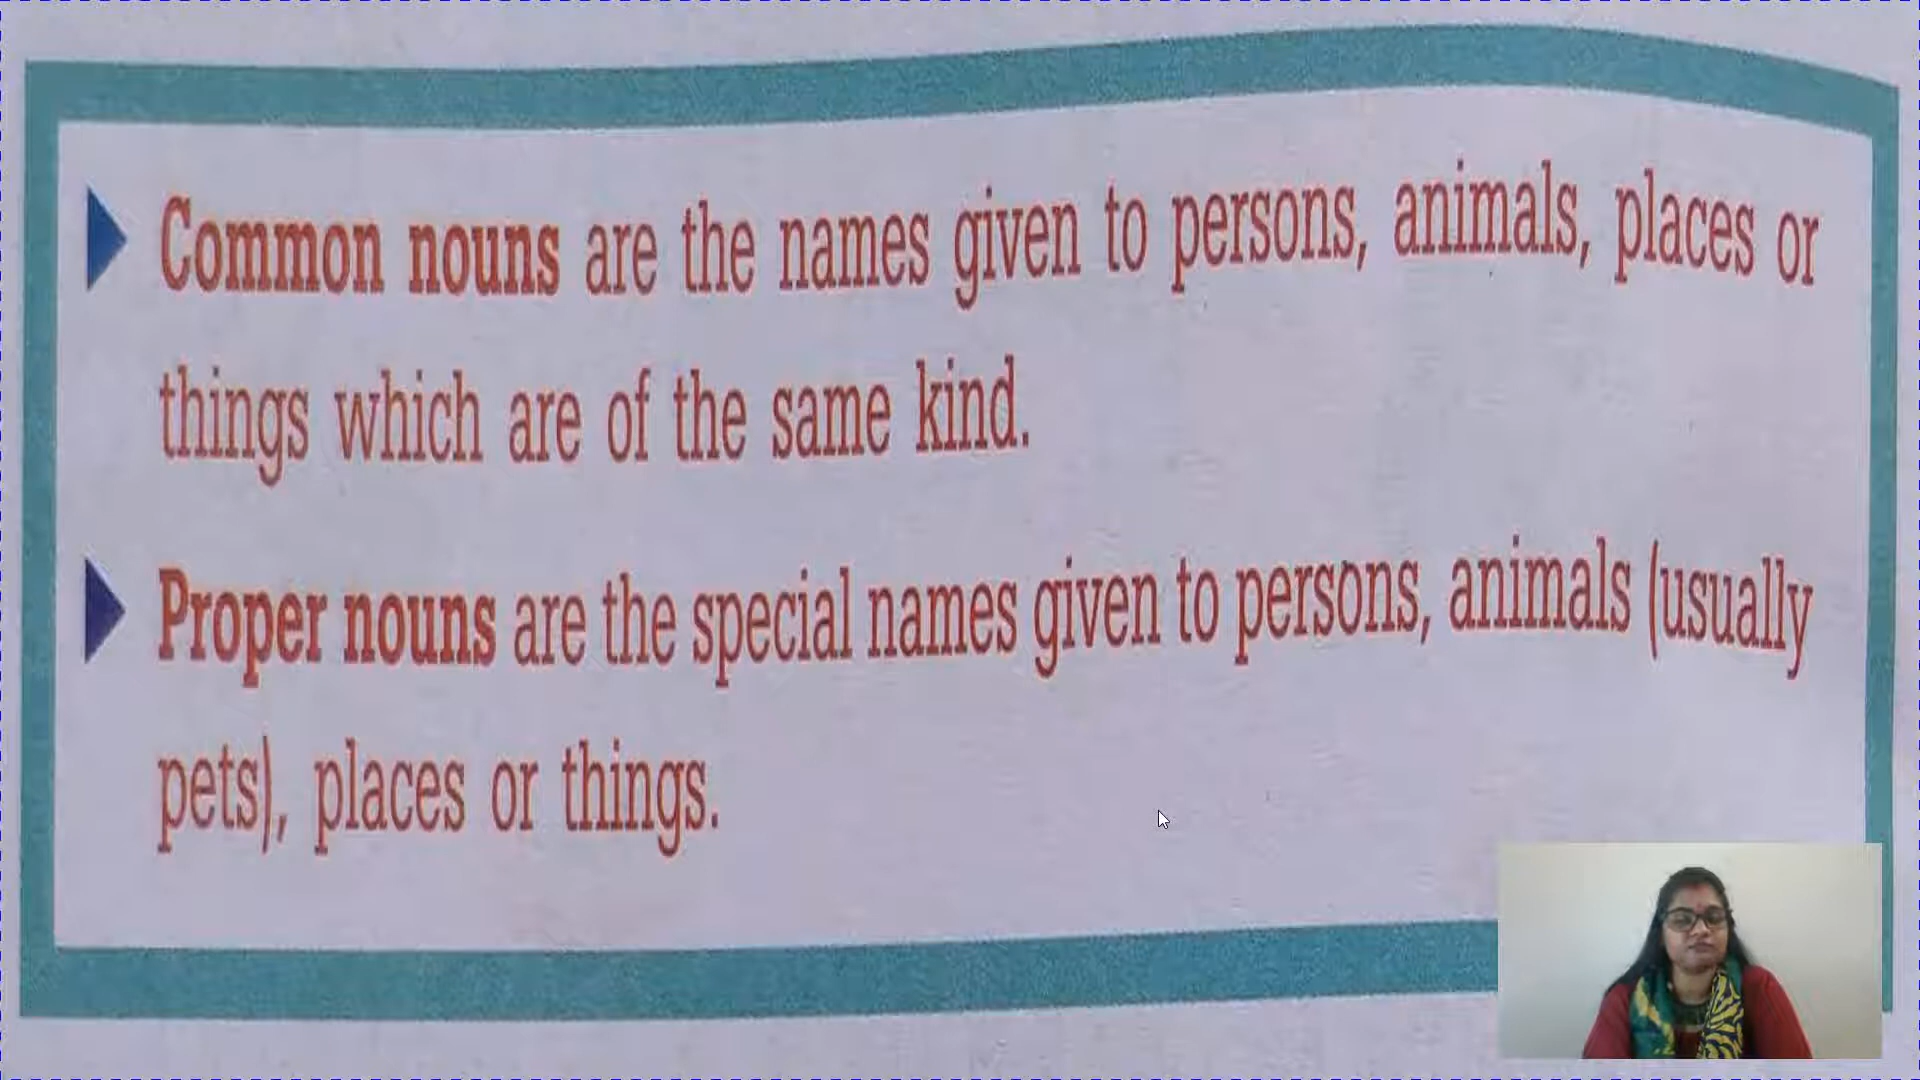 Common nouns are the names given to persons, animals, places or
things which are of the same kind.
Proper nouns are the special names given to persons, animals (usually
pets), places or things.